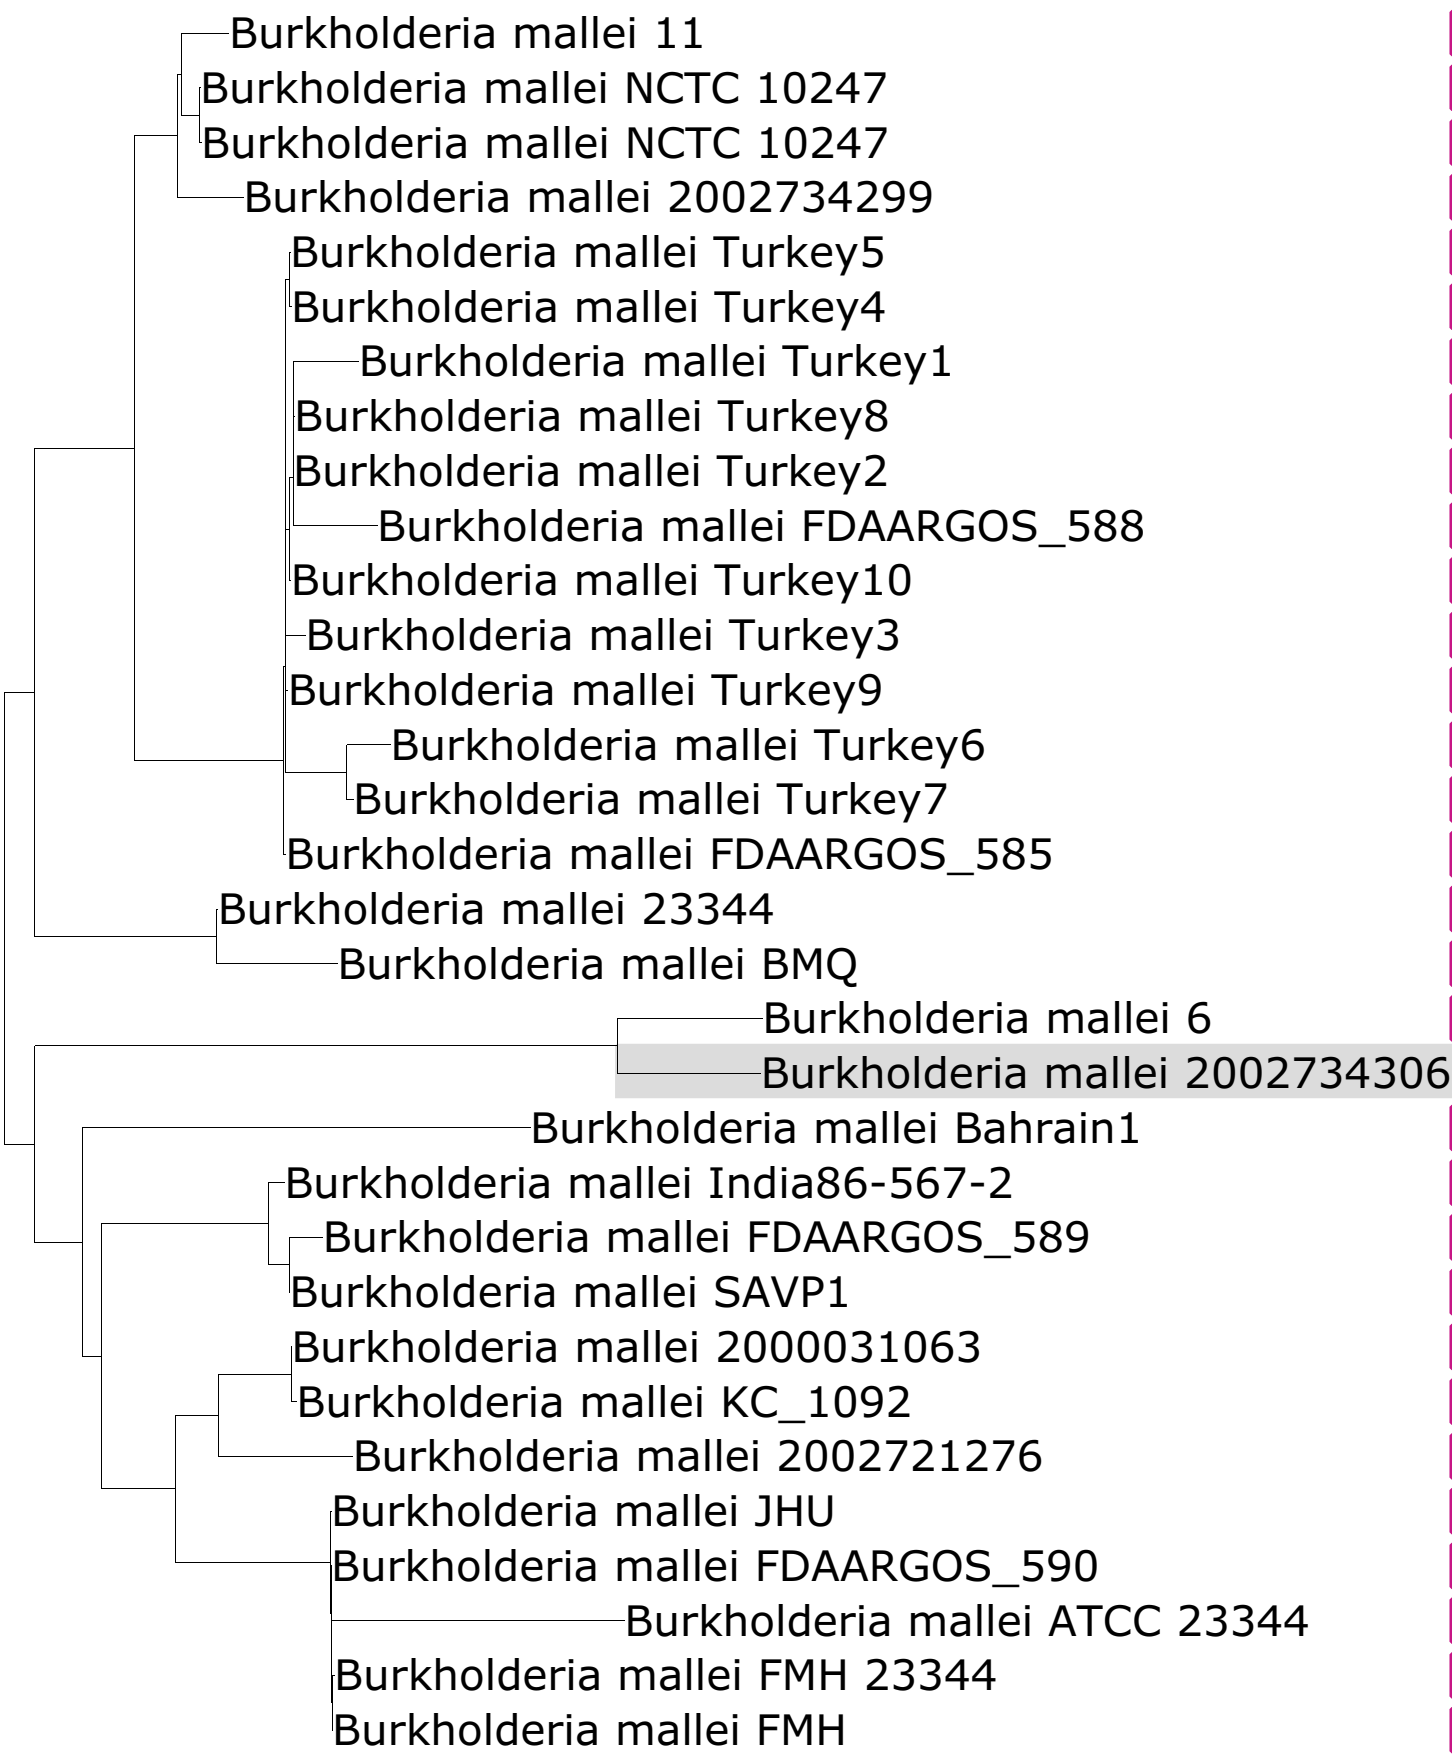 Burkholderia mallei 11
Burkholderia mallei NCTC 10247
Burkholderia mallei NCTC 10247
Burkholderia mallei 2002734299
Burkholderia mallei Turkey5
Burkholderia mallei Turkey4
Burkholderia mallei Turkey1
Burkholderia mallei Turkey8
Burkholderia mallei Turkey2
Burkholderia mallei FDAARGOS_588
Burkholderia mallei Turkey10
Burkholderia mallei Turkey3
Burkholderia mallei Turkey9
Burkholderia mallei Turkey6
Burkholderia mallei Turkey7
Burkholderia mallei FDAARGOS_585
Burkholderia mallei 23344
Burkholderia mallei BMQ
Burkholderia mallei 6
Burkholderia mallei 2002734306
Burkholderia mallei Bahrain1
Burkholderia mallei India86-567-2
Burkholderia mallei FDAARGOS_589
Burkholderia mallei SAVP1
Burkholderia mallei 2000031063
Burkholderia mallei KC_1092
Burkholderia mallei 2002721276
Burkholderia mallei JHU
Burkholderia mallei FDAARGOS_590
Burkholderia mallei ATCC 23344
Burkholderia mallei FMH 23344
Burkholderia mallei FMH